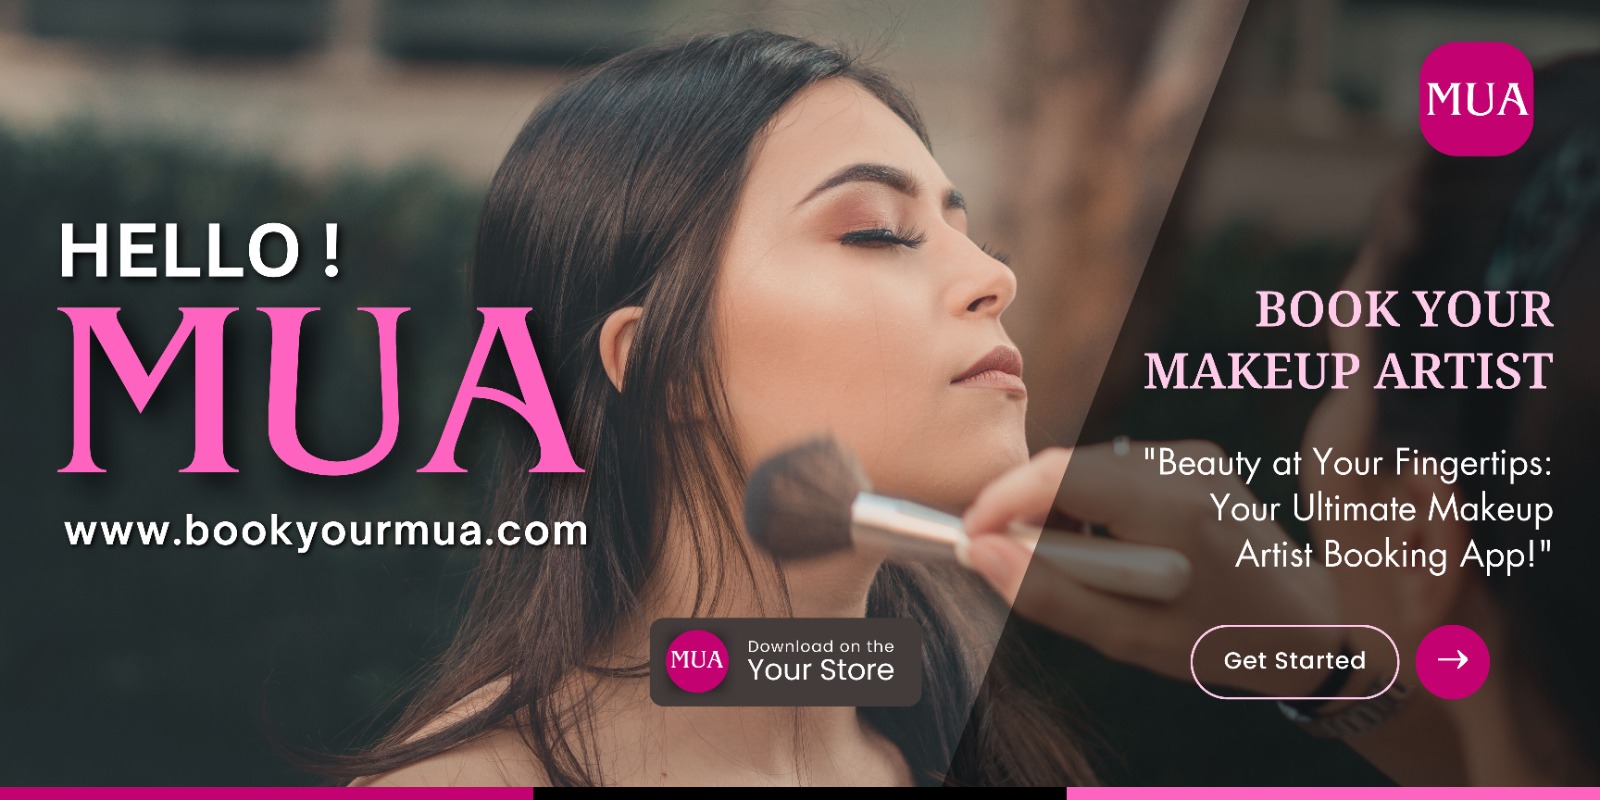 HELLO !
MUA
www.bookyourmua.com
MUA
Download on the
Your Store
MUA
BOOK YOUR
MAKEUP ARTIST
"Beauty at Your Fingertips:
Your Ultimate Makeup
Artist Booking App!"
Get Started